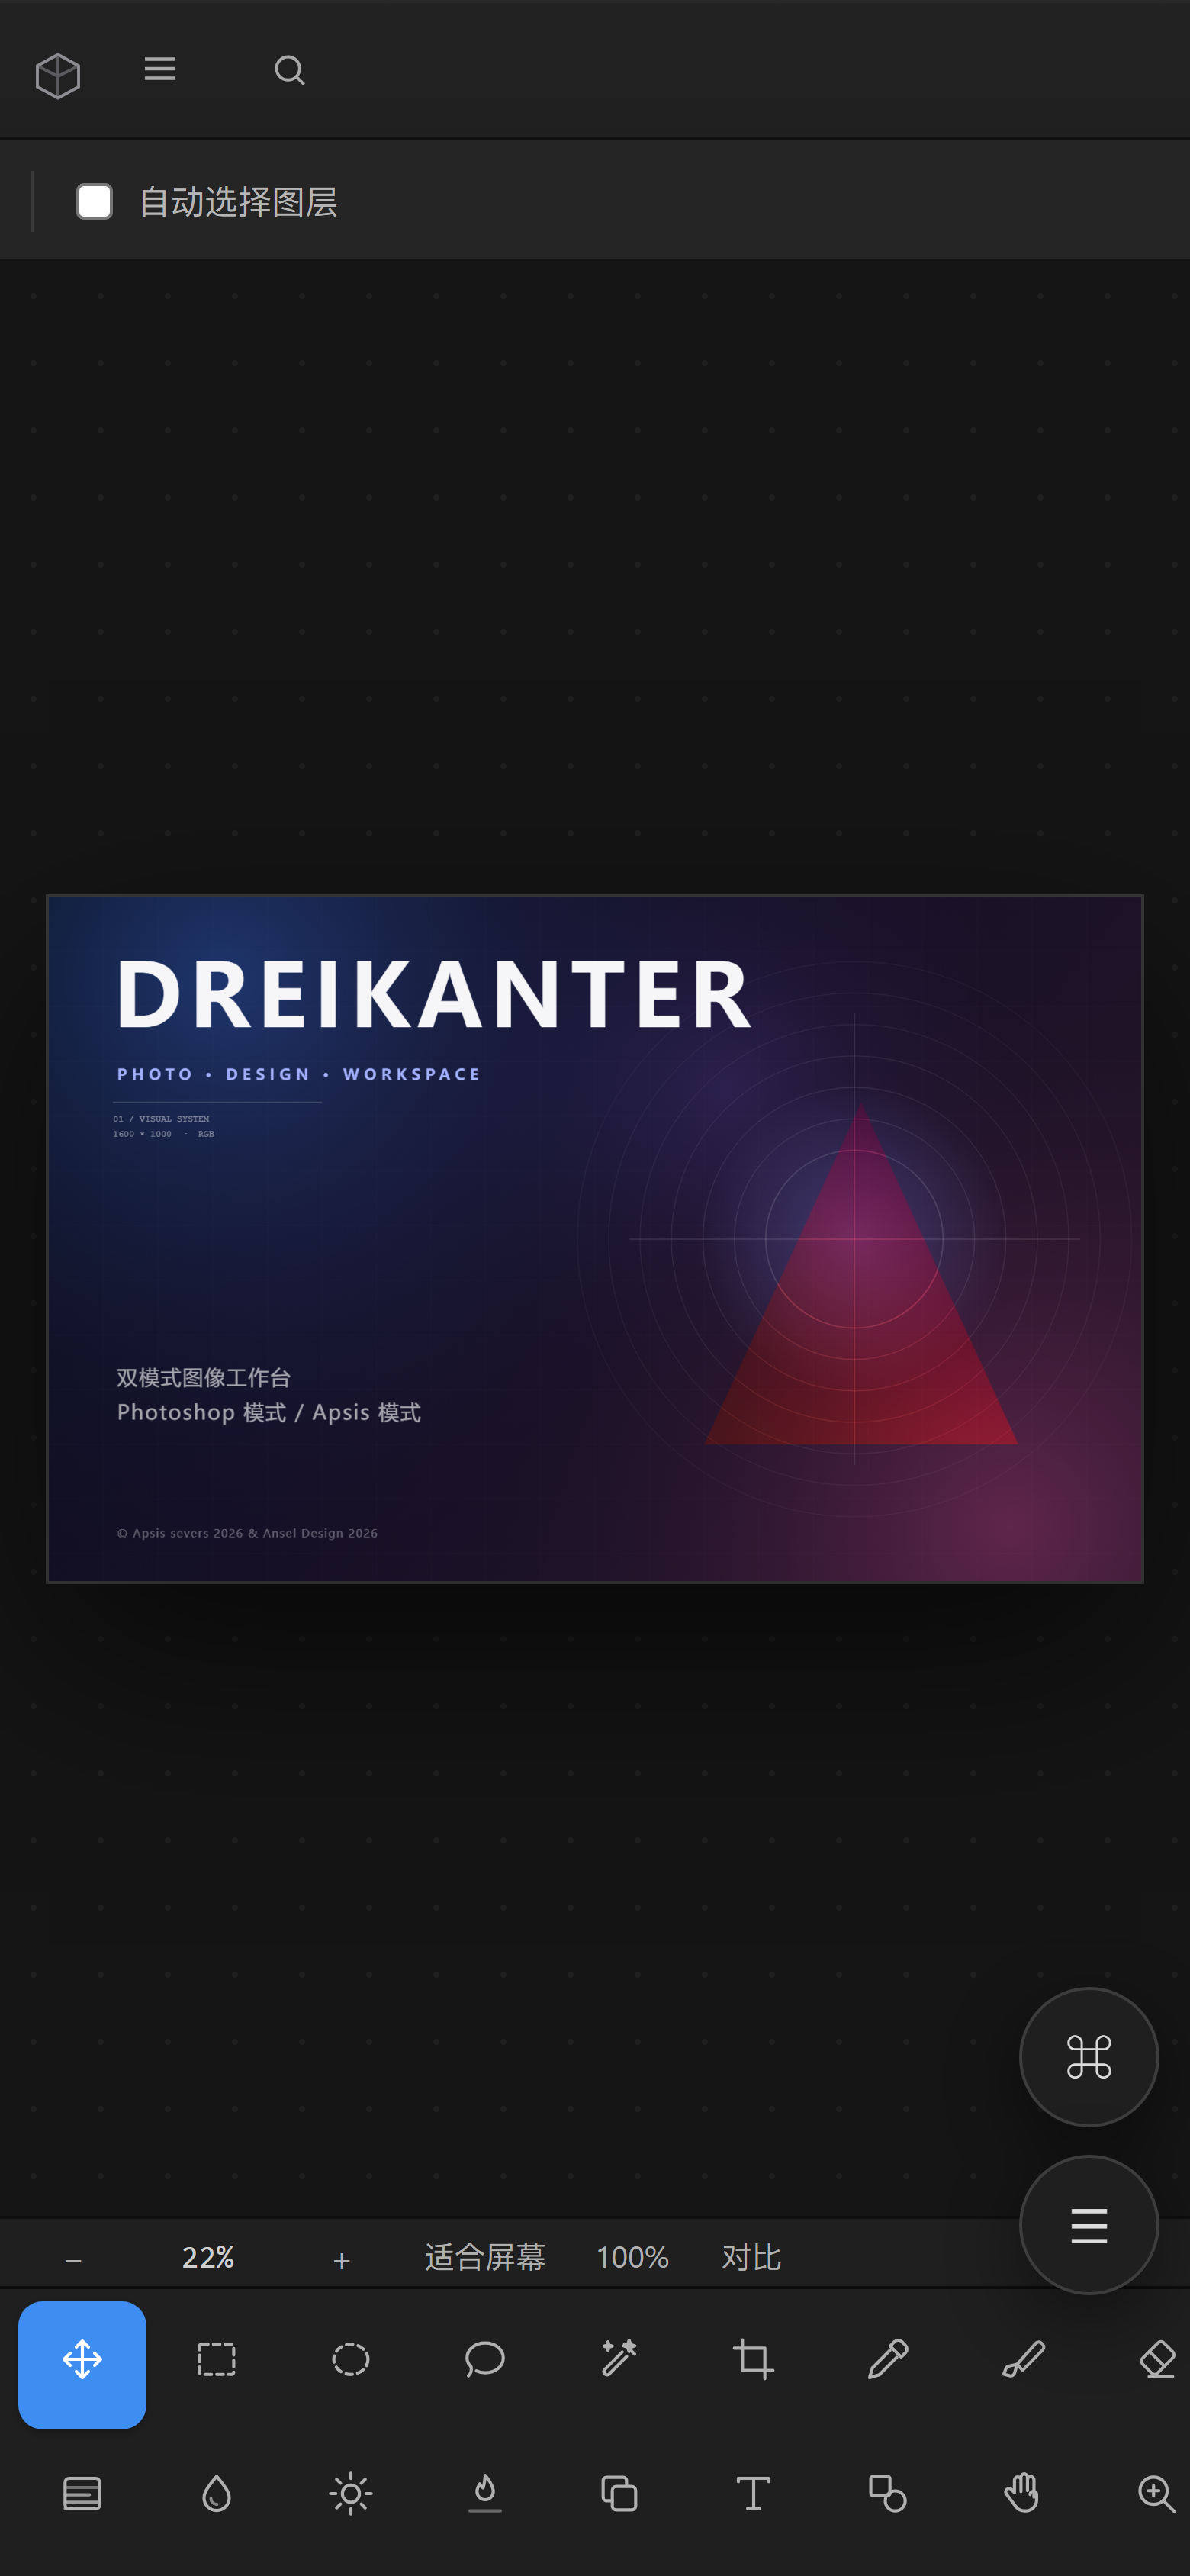 自动选择图层
DREIKANTER
PHOTO • DESIGN • WORKSPACE
01 / VISUAL SYSTEM
1600 × 1000 · RGB
双模式图像工作台
Photoshop 模式 / Apsis 模式
© Apsis severs 2026 & Ansel Design 2026
− 22% + 适合屏幕 100% 对比